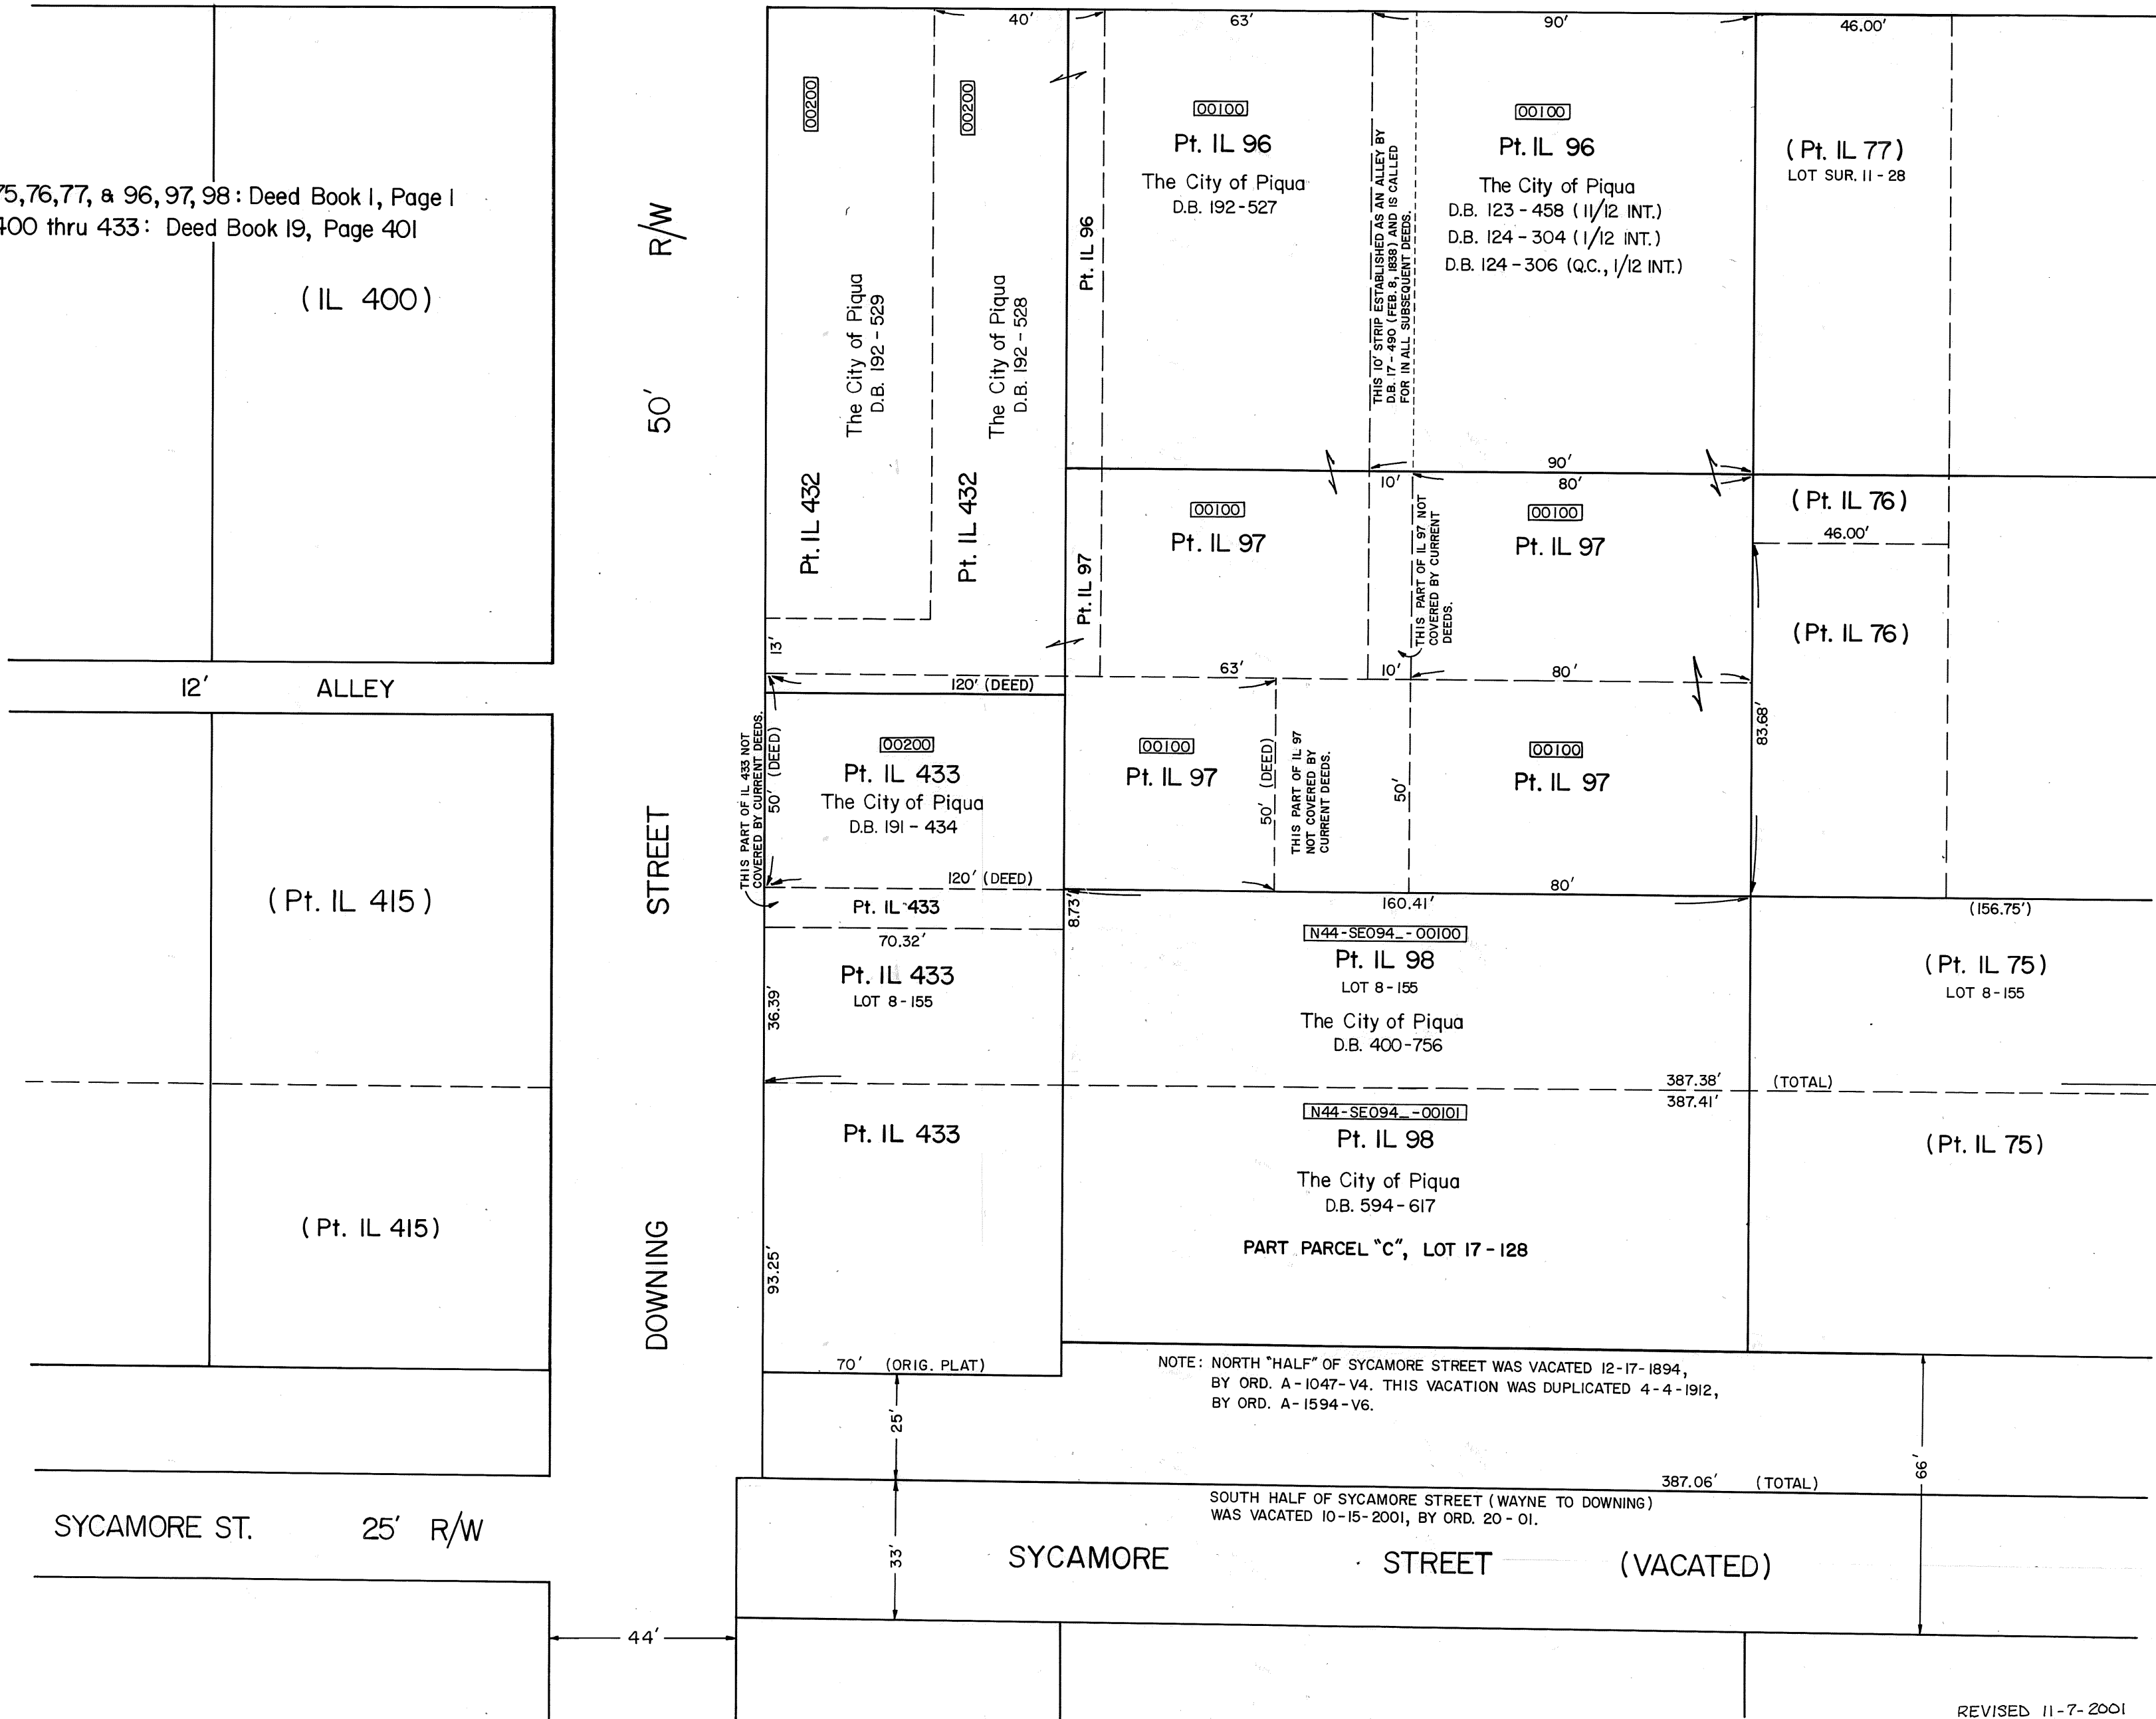 40'
63'
90'
46.00'
00200
00200
00100
Pt. IL 96
The City of Piqua
D.B. 192-527
00100
Pt. IL 96
The City of Piqua
D.B. 123-458 (11/12 INT.)
D.B. 124-304 (1/12 INT.)
D.B. 124-306 (Q.C., 1/12 INT.)
(Pt. IL 77)
LOT SUR. 11-28
75,76,77, & 96,97,98: Deed Book 1, Page 1
400 thru 433: Deed Book 19, Page 401
(IL 400)
R/W
50'
The City of Piqua
D.B. 192-529
The City of Piqua
D.B. 192-528
Pt. IL 96
THIS 10' STRIP ESTABLISHED AS AN ALLEY BY
D.B. 17-490 (FEB. 8, 1838) AND IS CALLED
FOR IN ALL SUBSEQUENT DEEDS.
Pt. IL 432
Pt. IL 432
90'
10'
80'
00100
Pt. IL 97
00100
Pt. IL 97
THIS PART OF IL 97 NOT
COVERED BY CURRENT
DEEDS.
(Pt. IL 76)
46.00'
(Pt. IL 76)
Pt. IL 97
13'
63'
10'
80'
12' ALLEY
120' (DEED)
THIS PART OF IL 433 NOT
COVERED BY CURRENT DEEDS.
50' (DEED)
00200
Pt. IL 433
The City of Piqua
D.B. 191-434
00100
Pt. IL 97
50' (DEED)
THIS PART OF IL 97
NOT COVERED BY
CURRENT DEEDS.
50'
00100
Pt. IL 97
83.68'
STREET
120' (DEED)
80'
(Pt. IL 415)
Pt. IL 433
8.73'
160.41'
(156.75')
70.32'
N44-SE094_-00100
Pt. IL 98
LOT 8-155
The City of Piqua
D.B. 400-756
Pt. IL 433
LOT 8-155
36.39'
(Pt. IL 75)
LOT 8-155
387.38' (TOTAL)
387.41'
N44-SE094_-00101
Pt. IL 98
The City of Piqua
D.B. 594-617
PART PARCEL "C", LOT 17-128
Pt. IL 433
(Pt. IL 75)
(Pt. IL 415)
DOWNING
93.25'
70' (ORIG. PLAT)
NOTE: NORTH "HALF" OF SYCAMORE STREET WAS VACATED 12-17-1894,
BY ORD. A-1047-V4. THIS VACATION WAS DUPLICATED 4-4-1912,
BY ORD. A-1594-V6.
25'
66'
387.06' (TOTAL)
SOUTH HALF OF SYCAMORE STREET (WAYNE TO DOWNING)
WAS VACATED 10-15-2001, BY ORD. 20-01.
SYCAMORE ST. 25' R/W
33'
SYCAMORE STREET (VACATED)
44'
REVISED 11-7-2001